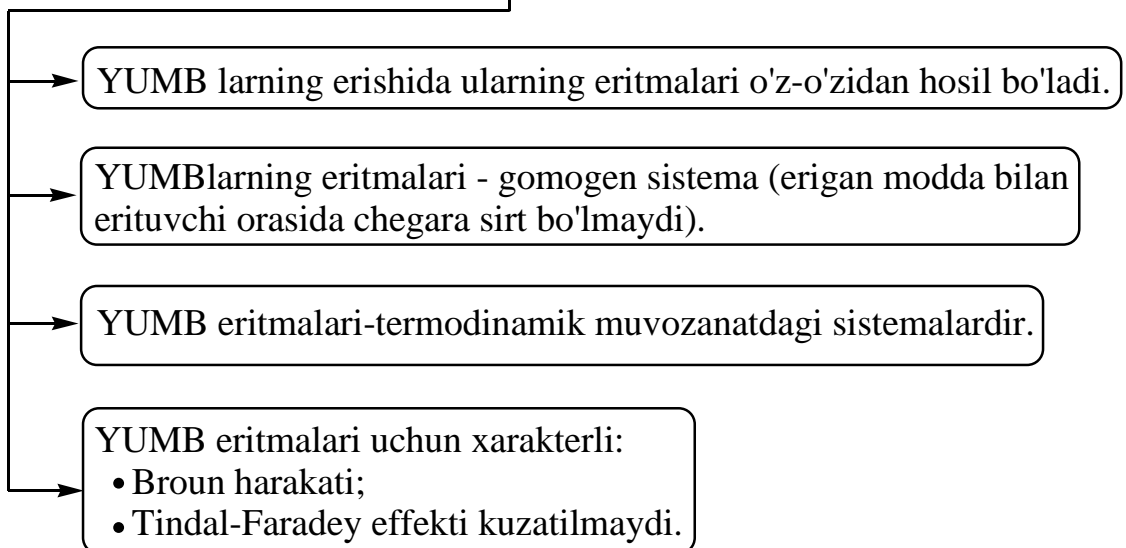 YUMB larning erishida ularning eritmalari o'z-o'zidan hosil bo'ladi.
YUMBlarning eritmalari - gomogen sistema (erigan modda bilan
erituvchi orasida chegara sirt bo'lmaydi).
YUMB eritmalari-termodinamik muvozanatdagi sistemalardir.
YUMB eritmalari uchun xarakterli:
• Broun harakati;
• Tindal-Faradey effekti kuzatilmaydi.